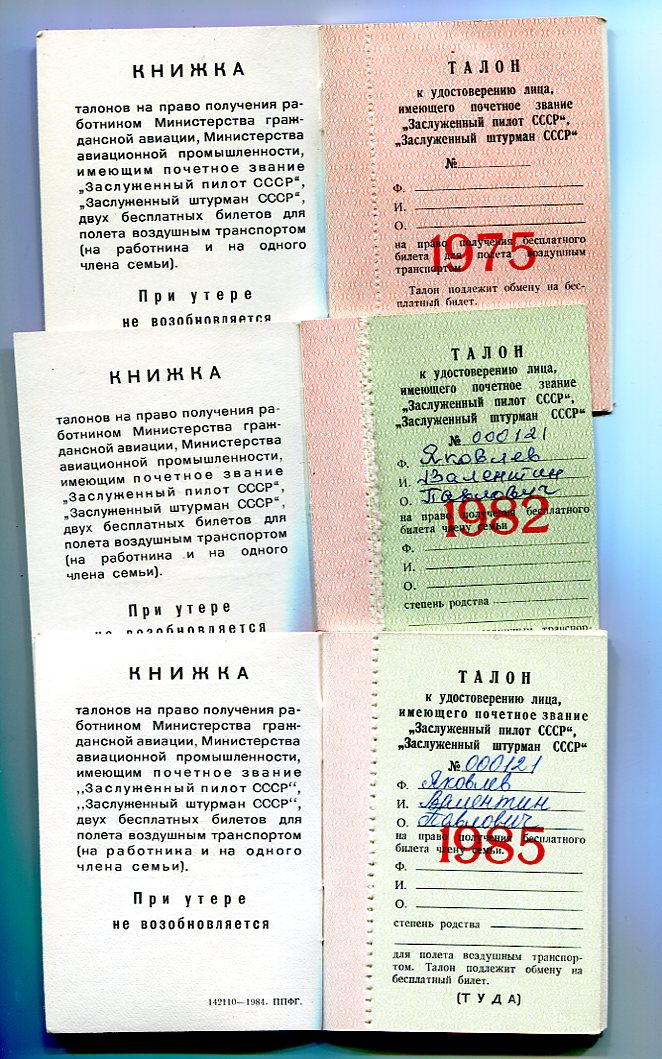 КНИЖКА
талонов на право получения ра-
ботником Министерства граж-
данской авиации, Министерства
авиационной промышленности,
имеющим почетное звание
„Заслуженный пилот СССР“,
„Заслуженный штурман СССР“,
двух бесплатных билетов для
полета воздушным транспортом
(на работника и на одного
члена семьи).
При утере
не возобновляется
ТАЛОН
к удостоверению лица,
имеющего почетное звание
„Заслуженный пилот СССР“,
„Заслуженный штурман СССР“
№
Ф.
И.
О.
на право получения бесплатного
билета для полета воздушным
транспортом.
1975
Талон подлежит обмену на бес-
платный билет.
КНИЖКА
талонов на право получения ра-
ботником Министерства граж-
данской авиации, Министерства
авиационной промышленности,
имеющим почетное звание
„Заслуженный пилот СССР“,
„Заслуженный штурман СССР“,
двух бесплатных билетов для
полета воздушным транспортом
(на работника и на одного
члена семьи).
При утере
не возобновляется
ТАЛОН
к удостоверению лица,
имеющего почетное звание
„Заслуженный пилот СССР“,
„Заслуженный штурман СССР“
№ 000121
Ф. Яковлев
И. Валентин
О. Павлович
на право получения бесплатного
билета члену семьи
1982
Ф.
И.
О.
степень родства
для полета воздушным транспор-
КНИЖКА
талонов на право получения ра-
ботником Министерства граж-
данской авиации, Министерства
авиационной промышленности,
имеющим почетное звание
,,Заслуженный пилот СССР“,
,,Заслуженный штурман СССР“,
двух бесплатных билетов для
полета воздушным транспортом
(на работника и на одного
члена семьи).
При утере
не возобновляется
142110—1984. ППФГ.
ТАЛОН
к удостоверению лица,
имеющего почетное звание
„Заслуженный пилот СССР“,
„Заслуженный штурман СССР“
№ 000121
Ф. Яковлев
И. Валентин
О. Павлович
на право получения бесплатного
билета члену семьи.
1985
Ф.
И.
О.
степень родства
для полета воздушным транспор-
том. Талон подлежит обмену на
бесплатный билет.
(ТУДА)